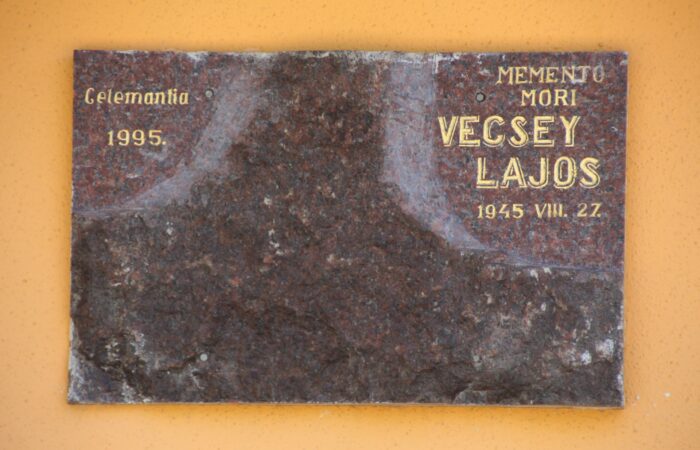 Celemantia
1995.
MEMENTO
MORI
VECSEY
LAJOS
1945 VIII. 27.